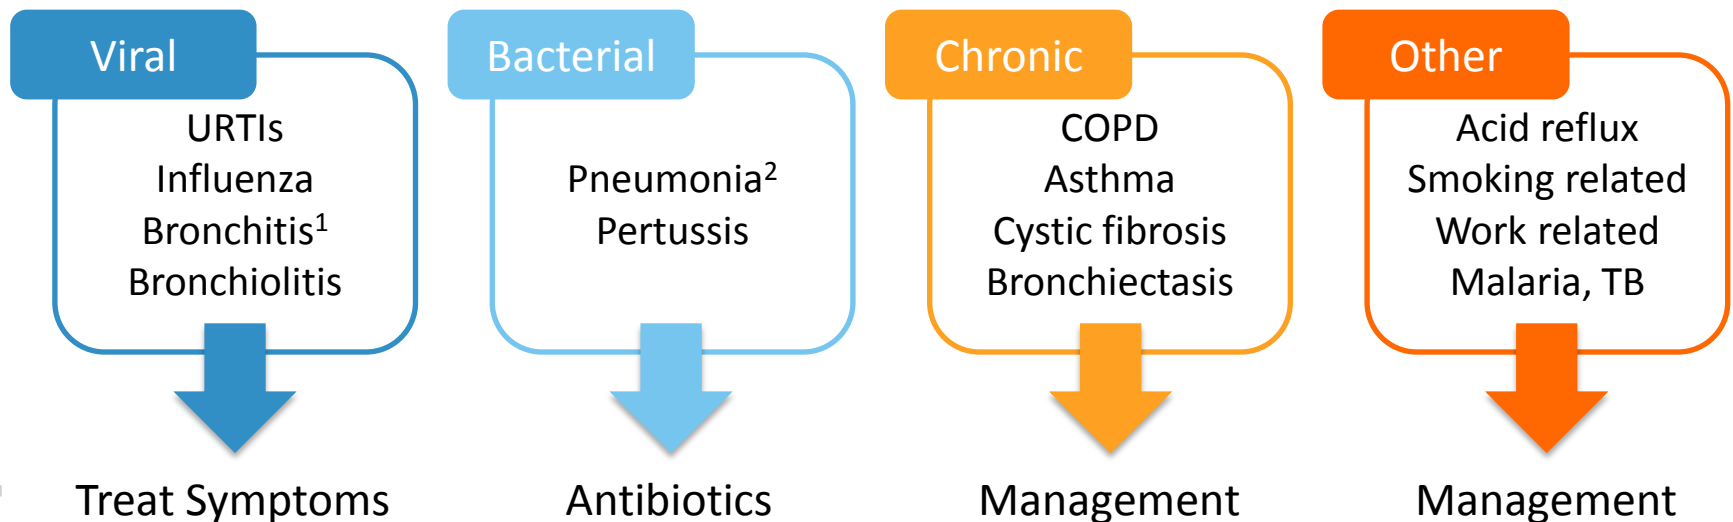 Viral
URTIs
Influenza
Bronchitis¹
Bronchiolitis
Treat Symptoms
Bacterial
Pneumonia²
Pertussis
Antibiotics
Chronic
COPD
Asthma
Cystic fibrosis
Bronchiectasis
Management
Other
Acid reflux
Smoking related
Work related
Malaria, TB
Management